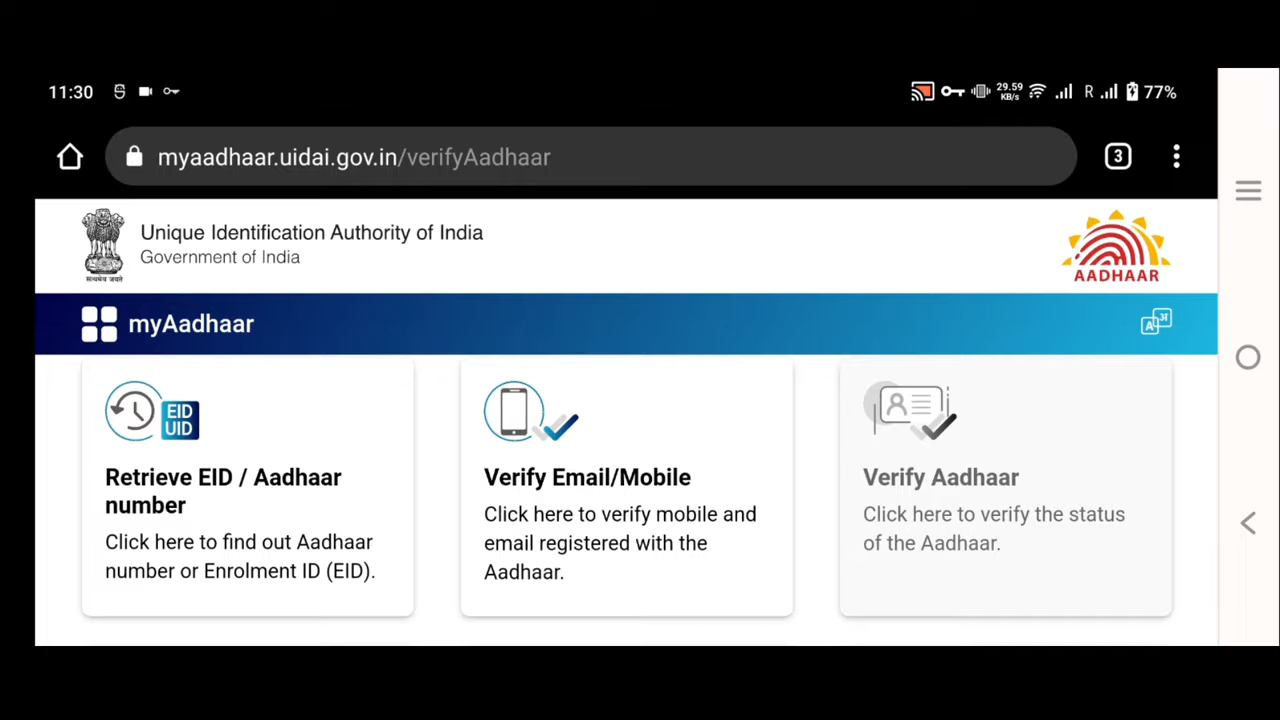 11:30
29.59
KB/s
R
77%
myaadhaar.uidai.gov.in/verifyAadhaar
3
Unique Identification Authority of India
Government of India
सत्यमेव जयते
AADHAAR
myAadhaar
A अ
EID
UID
Retrieve EID / Aadhaar
number
Click here to find out Aadhaar
number or Enrolment ID (EID).
Verify Email/Mobile
Click here to verify mobile and
email registered with the
Aadhaar.
Verify Aadhaar
Click here to verify the status
of the Aadhaar.